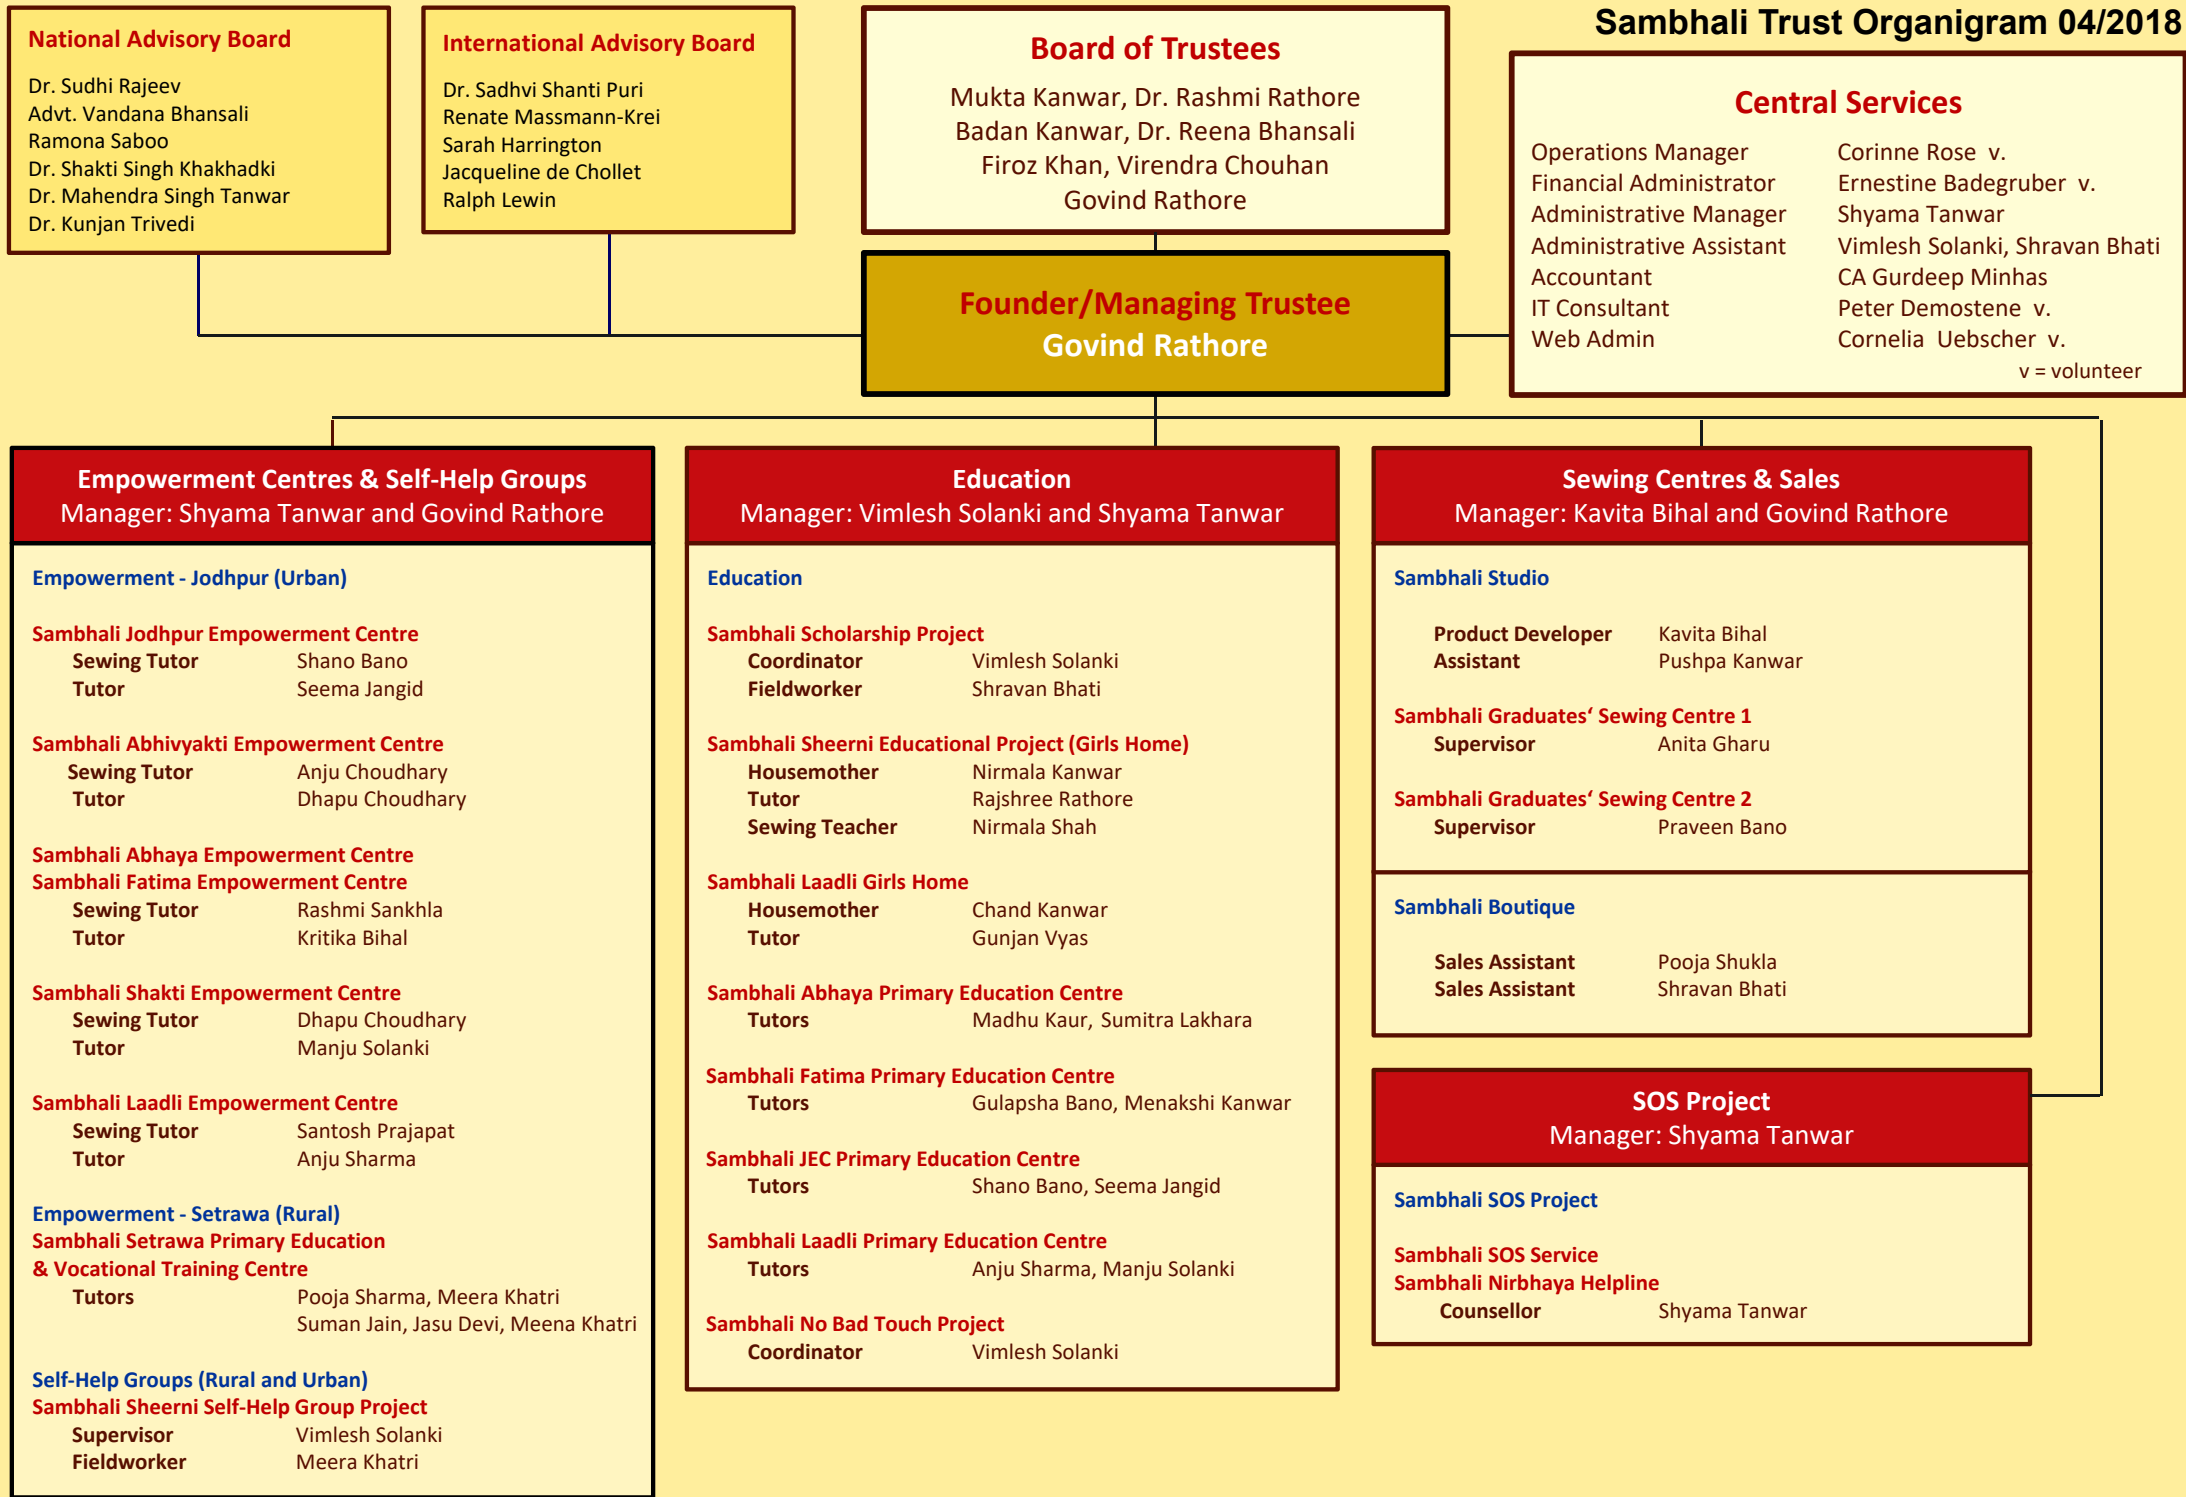 Sambhali Trust Organigram 04/2018
National Advisory Board
Dr. Sudhi Rajeev
Advt. Vandana Bhansali
Ramona Saboo
Dr. Shakti Singh Khakhadki
Dr. Mahendra Singh Tanwar
Dr. Kunjan Trivedi
International Advisory Board
Dr. Sadhvi Shanti Puri
Renate Massmann-Krei
Sarah Harrington
Jacqueline de Chollet
Ralph Lewin
Board of Trustees
Mukta Kanwar, Dr. Rashmi Rathore
Badan Kanwar, Dr. Reena Bhansali
Firoz Khan, Virendra Chouhan
Govind Rathore
Central Services
Operations Manager Corinne Rose v.
Financial Administrator Ernestine Badegruber v.
Administrative Manager Shyama Tanwar
Administrative Assistant Vimlesh Solanki, Shravan Bhati
Accountant CA Gurdeep Minhas
IT Consultant Peter Demostene v.
Web Admin Cornelia Uebscher v.
v = volunteer
Founder/Managing Trustee
Govind Rathore
Empowerment Centres & Self-Help Groups
Manager: Shyama Tanwar and Govind Rathore
Empowerment - Jodhpur (Urban)
Sambhali Jodhpur Empowerment Centre
Sewing Tutor Shano Bano
Tutor Seema Jangid
Sambhali Abhivyakti Empowerment Centre
Sewing Tutor Anju Choudhary
Tutor Dhapu Choudhary
Sambhali Abhaya Empowerment Centre
Sambhali Fatima Empowerment Centre
Sewing Tutor Rashmi Sankhla
Tutor Kritika Bihal
Sambhali Shakti Empowerment Centre
Sewing Tutor Dhapu Choudhary
Tutor Manju Solanki
Sambhali Laadli Empowerment Centre
Sewing Tutor Santosh Prajapat
Tutor Anju Sharma
Empowerment - Setrawa (Rural)
Sambhali Setrawa Primary Education
& Vocational Training Centre
Tutors Pooja Sharma, Meera Khatri
Suman Jain, Jasu Devi, Meena Khatri
Self-Help Groups (Rural and Urban)
Sambhali Sheerni Self-Help Group Project
Supervisor Vimlesh Solanki
Fieldworker Meera Khatri
Education
Manager: Vimlesh Solanki and Shyama Tanwar
Education
Sambhali Scholarship Project
Coordinator Vimlesh Solanki
Fieldworker Shravan Bhati
Sambhali Sheerni Educational Project (Girls Home)
Housemother Nirmala Kanwar
Tutor Rajshree Rathore
Sewing Teacher Nirmala Shah
Sambhali Laadli Girls Home
Housemother Chand Kanwar
Tutor Gunjan Vyas
Sambhali Abhaya Primary Education Centre
Tutors Madhu Kaur, Sumitra Lakhara
Sambhali Fatima Primary Education Centre
Tutors Gulapsha Bano, Menakshi Kanwar
Sambhali JEC Primary Education Centre
Tutors Shano Bano, Seema Jangid
Sambhali Laadli Primary Education Centre
Tutors Anju Sharma, Manju Solanki
Sambhali No Bad Touch Project
Coordinator Vimlesh Solanki
Sewing Centres & Sales
Manager: Kavita Bihal and Govind Rathore
Sambhali Studio
Product Developer Kavita Bihal
Assistant Pushpa Kanwar
Sambhali Graduates‘ Sewing Centre 1
Supervisor Anita Gharu
Sambhali Graduates‘ Sewing Centre 2
Supervisor Praveen Bano
Sambhali Boutique
Sales Assistant Pooja Shukla
Sales Assistant Shravan Bhati
SOS Project
Manager: Shyama Tanwar
Sambhali SOS Project
Sambhali SOS Service
Sambhali Nirbhaya Helpline
Counsellor Shyama Tanwar